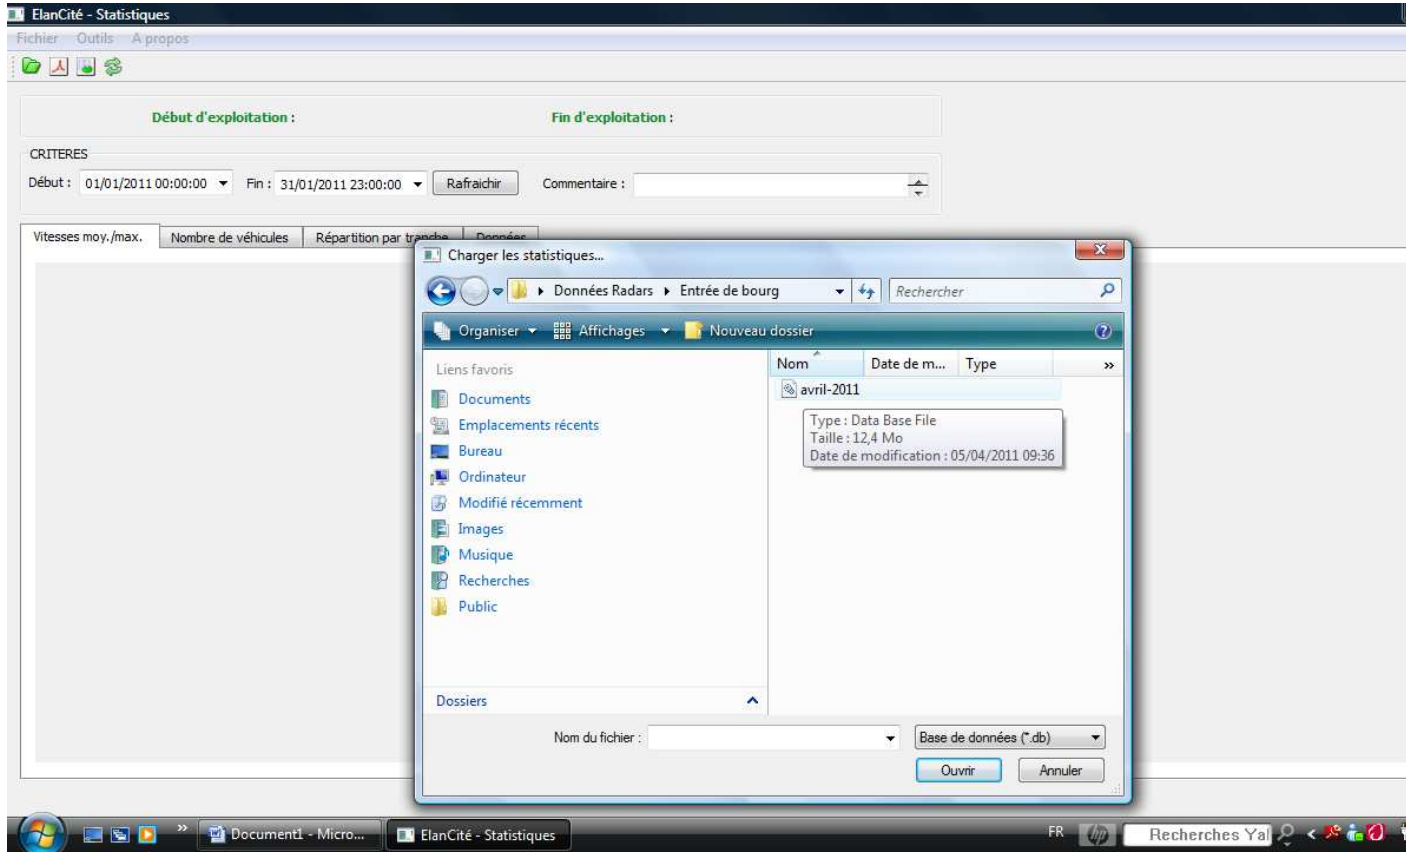 ElanCité - Statistiques
Fichier Outils A propos
Début d'exploitation : Fin d'exploitation :
CRITERES
Début : 01/01/2011 00:00:00 Fin : 31/01/2011 23:00:00 Rafraichir Commentaire :
Vitesses moy./max. Nombre de véhicules Répartition par tranche Données
Charger les statistiques...
Données Radars Entrée de bourg Rechercher
Organiser Affichages Nouveau dossier
Liens favoris
Documents
Emplacements récents
Bureau
Ordinateur
Modifié récemment
Images
Musique
Recherches
Public
Dossiers
Nom Date de m... Type »
avril-2011
Type : Data Base File
Taille : 12,4 Mo
Date de modification : 05/04/2011 09:36
Nom du fichier : Base de données (*.db)
Ouvrir Annuler
» Document1 - Micro... ElanCité - Statistiques FR hp Recherches Ya